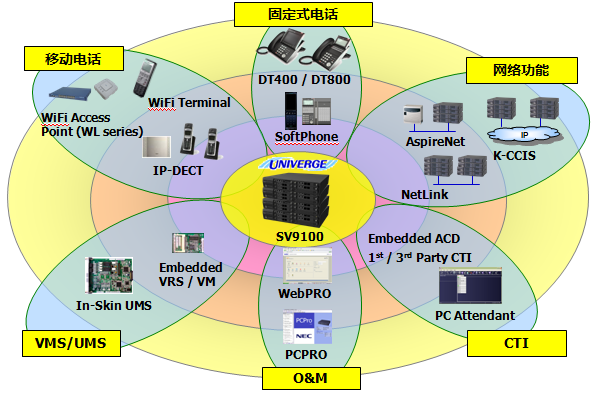 固定式电话
移动电话
网络功能
DT400 / DT800
WiFi Terminal
WiFi Access
Point (WL series)
SoftPhone
IP-DECT
AspireNet
IP
K-CCIS
NetLink
UNIVERGE
SV9100
Embedded ACD
1st / 3rd Party CTI
Embedded
VRS / VM
In-Skin UMS
WebPRO
PC Attendant
PCPro
NEC
PCPRO
VMS/UMS
CTI
O&M